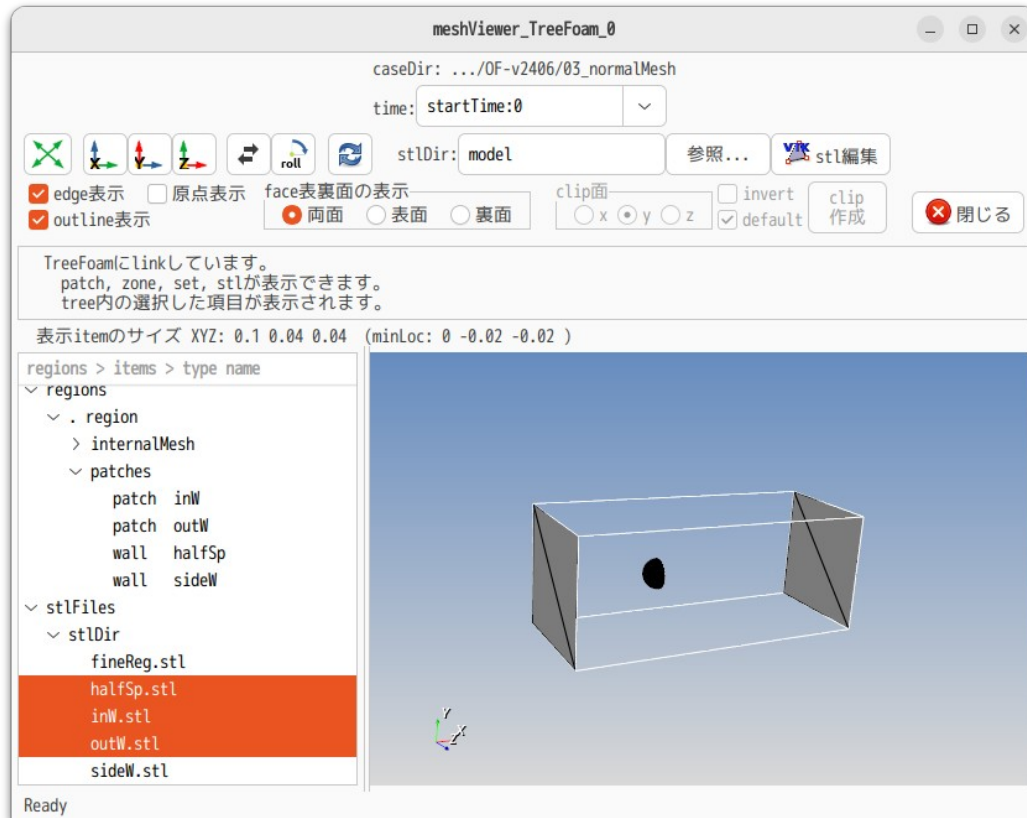 meshViewer_TreeFoam_0
caseDir: .../OF-v2406/03_normalMesh
time: startTime:0
X Y Z roll stlDir: model 参照... VTK stl編集
edge表示 原点表示 face表裏面の表示 clip面 invert clip作成
outline表示 両面 表面 裏面 x y z default 閉じる
TreeFoamにlinkしています。
patch, zone, set, stlが表示できます。
tree内の選択した項目が表示されます。
表示itemのサイズ XYZ: 0.1 0.04 0.04 (minLoc: 0 -0.02 -0.02 )
regions > items > type name
regions
. region
internalMesh
patches
patch inW
patch outW
wall halfSp
wall sideW
stlFiles
stlDir
fineReg.stl
halfSp.stl
inW.stl
outW.stl
sideW.stl
Y
X
Z
Ready